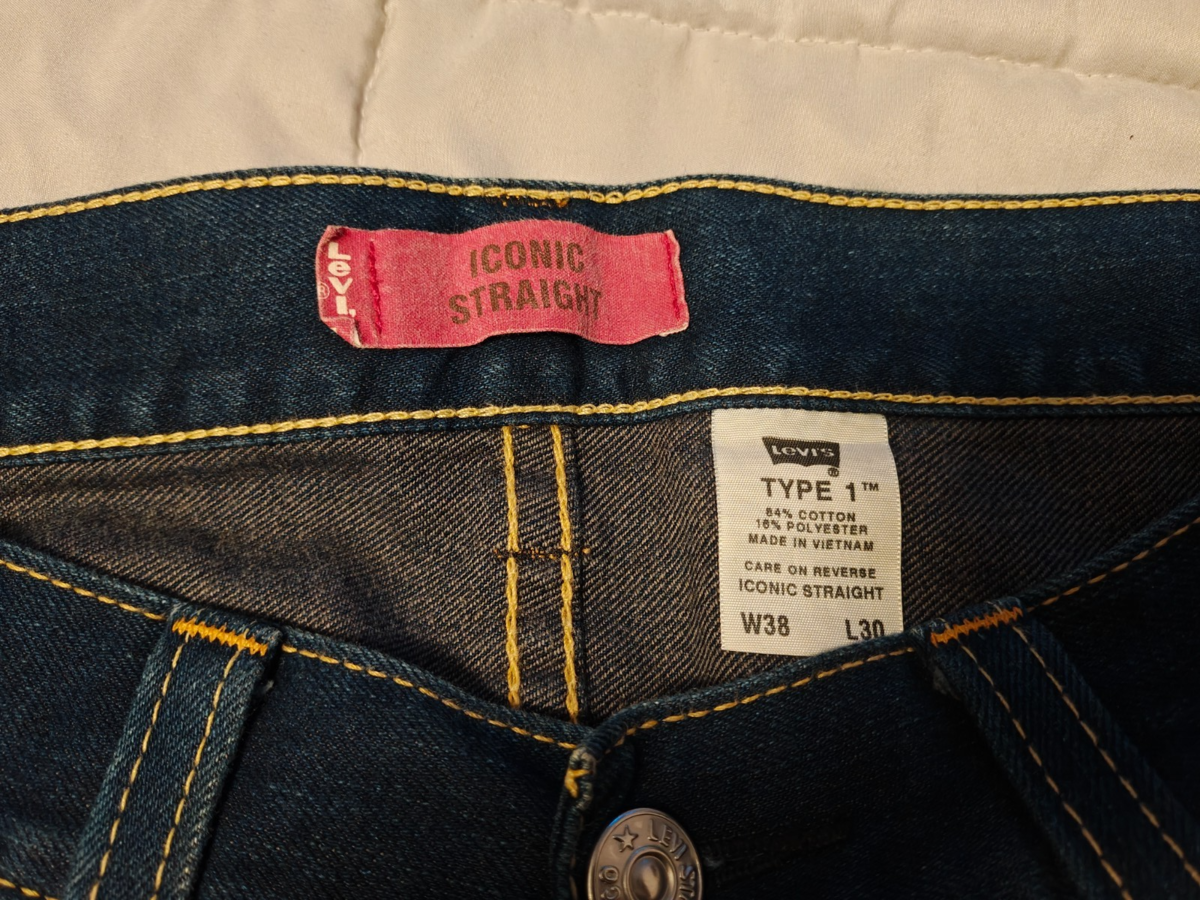 Levi's
®
ICONIC
STRAIGHT
Levi's
®
TYPE 1™
84% COTTON
16% POLYESTER
MADE IN VIETNAM
CARE ON REVERSE
ICONIC STRAIGHT
W38 L30
LEVI